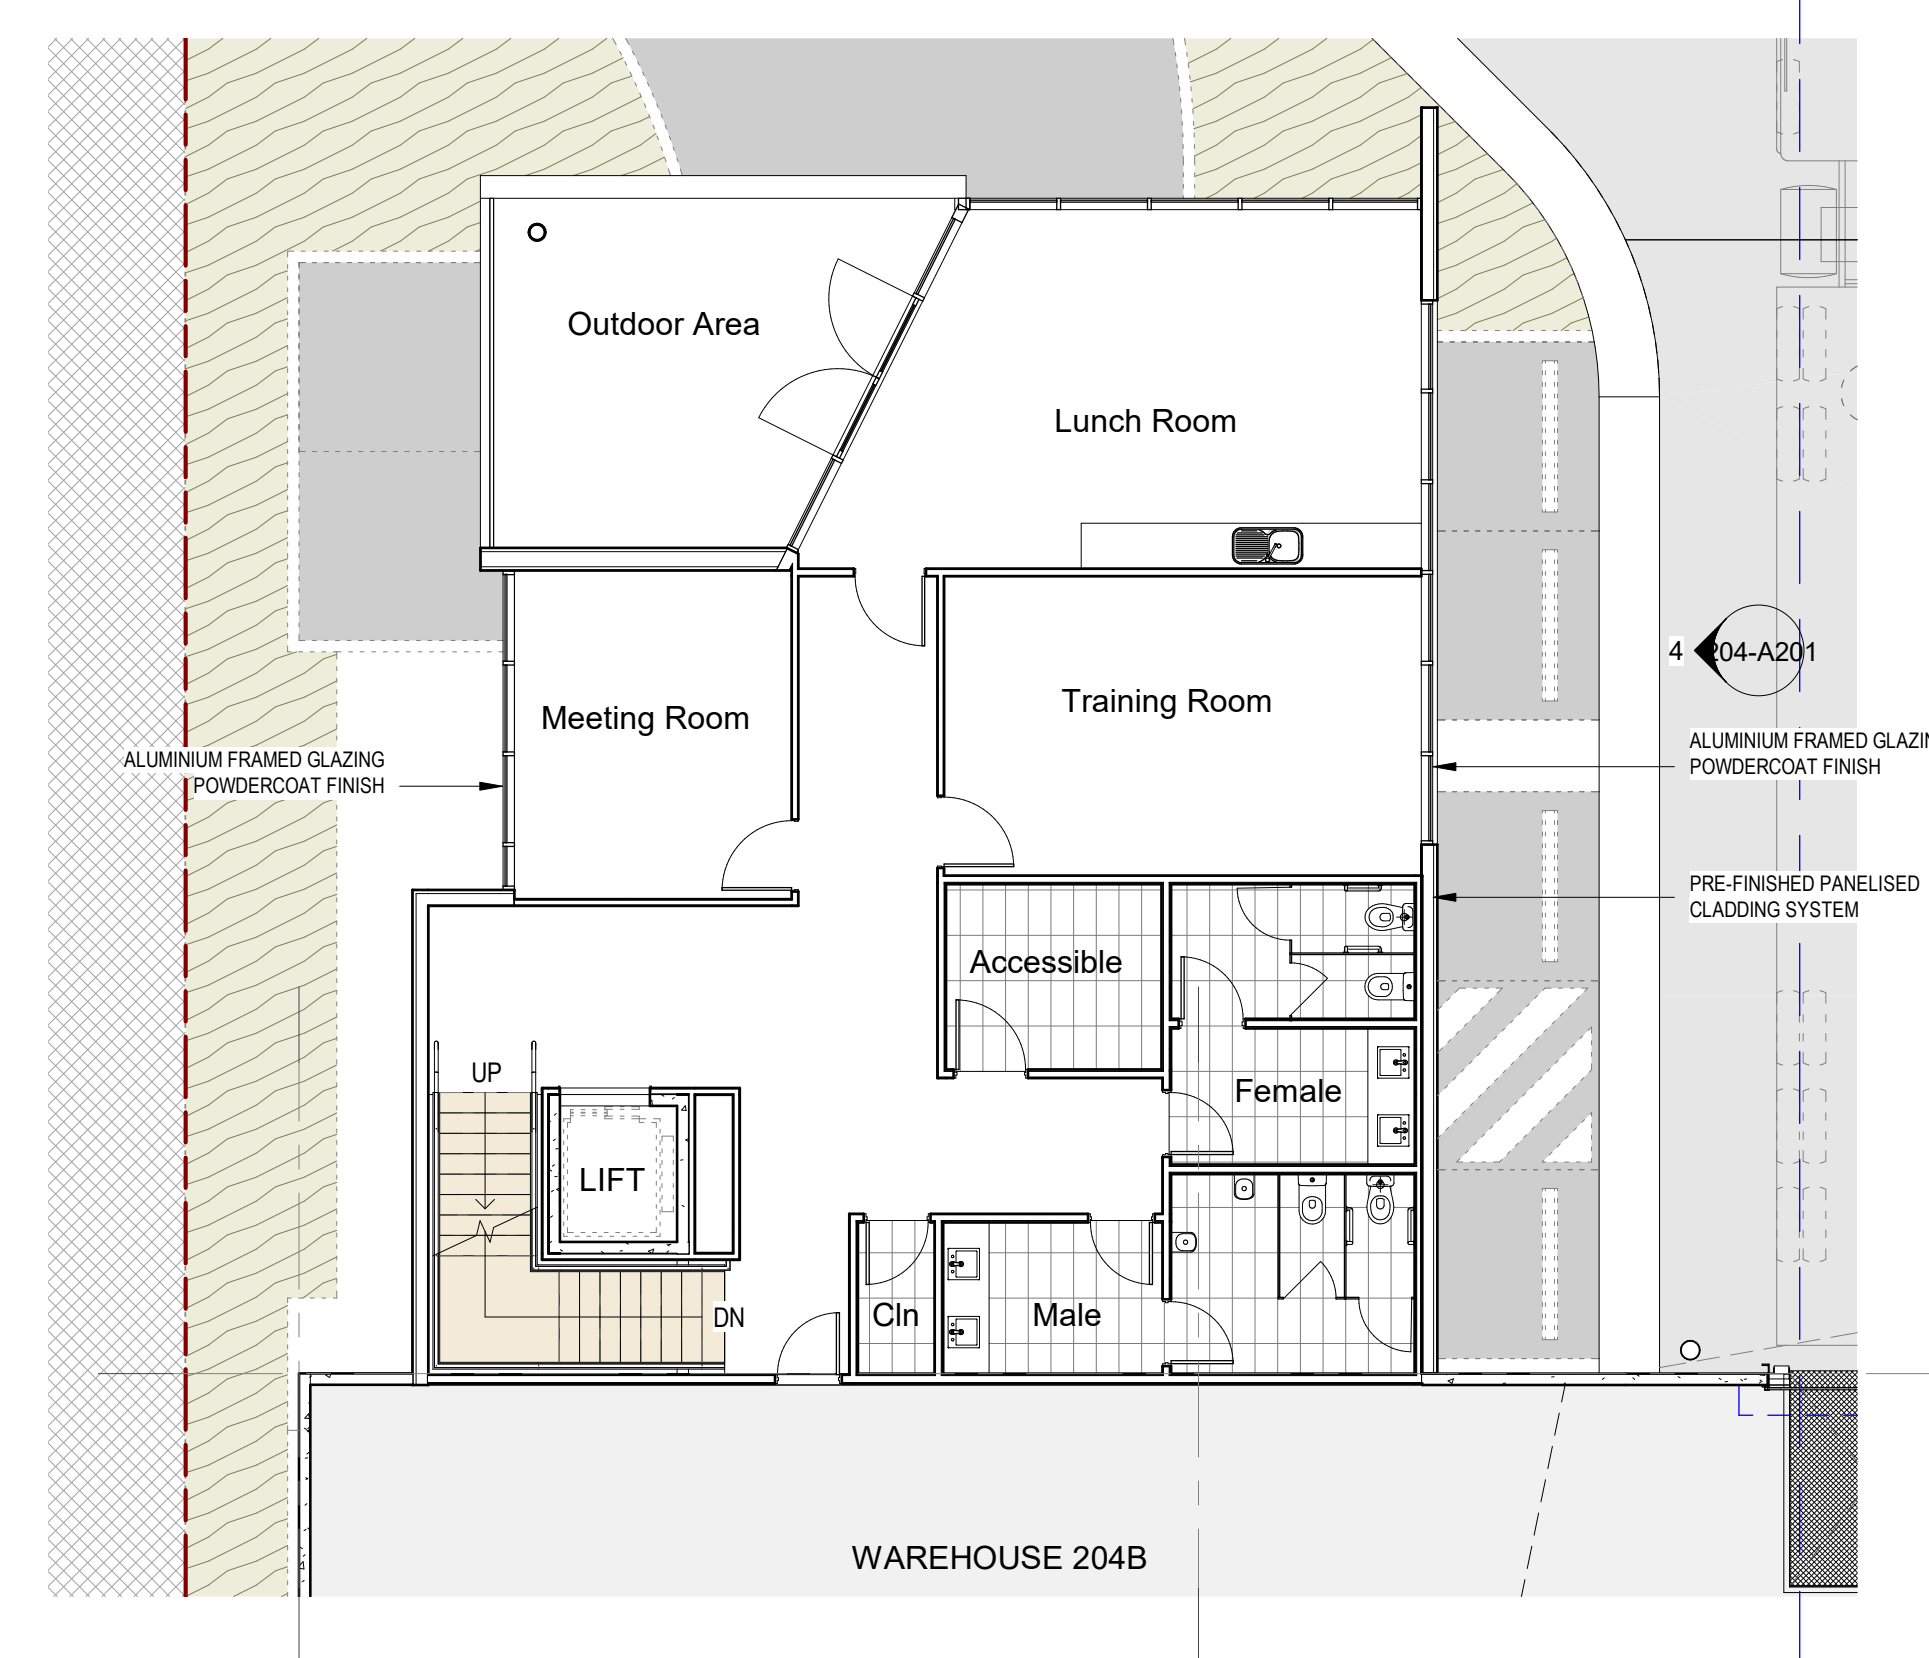 Outdoor Area
Lunch Room
4
204-A201
Training Room
Meeting Room
ALUMINIUM FRAMED GLAZING
POWDERCOAT FINISH
POWDERCOAT FINISH
ALUMINIUM FRAMED
PRE-FINISHED PANELISED
CLADDING SYSTEM
Accessible
UP
Female
LIFT
Cln
Male
DN
WAREHOUSE 204B